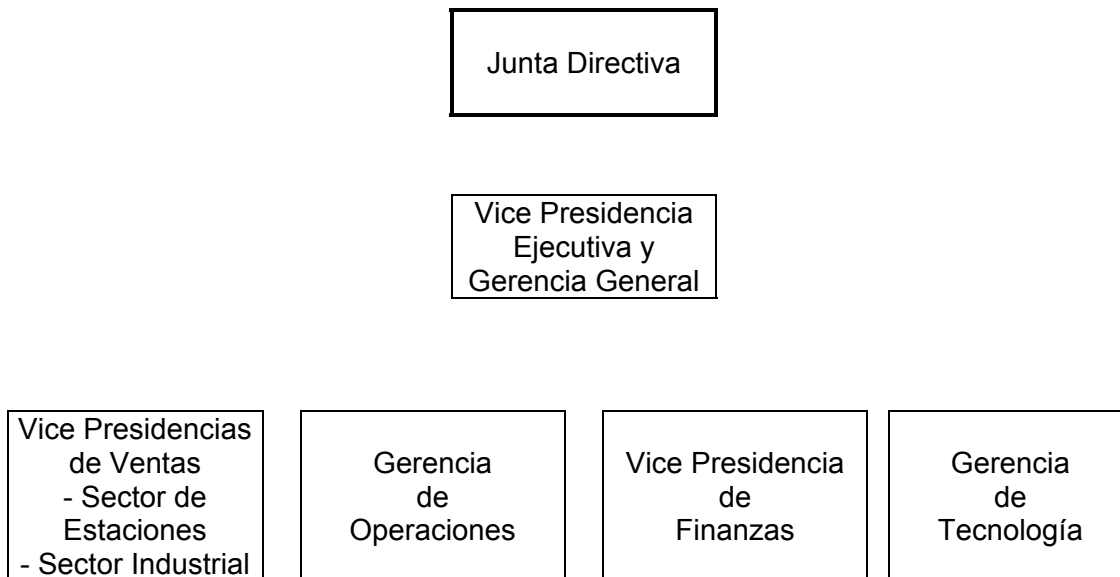 Junta Directiva
Vice Presidencia
Ejecutiva y
Gerencia General
Vice Presidencias
de Ventas
- Sector de
Estaciones
- Sector Industrial
Gerencia
de
Operaciones
Vice Presidencia
de
Finanzas
Gerencia
de
Tecnología